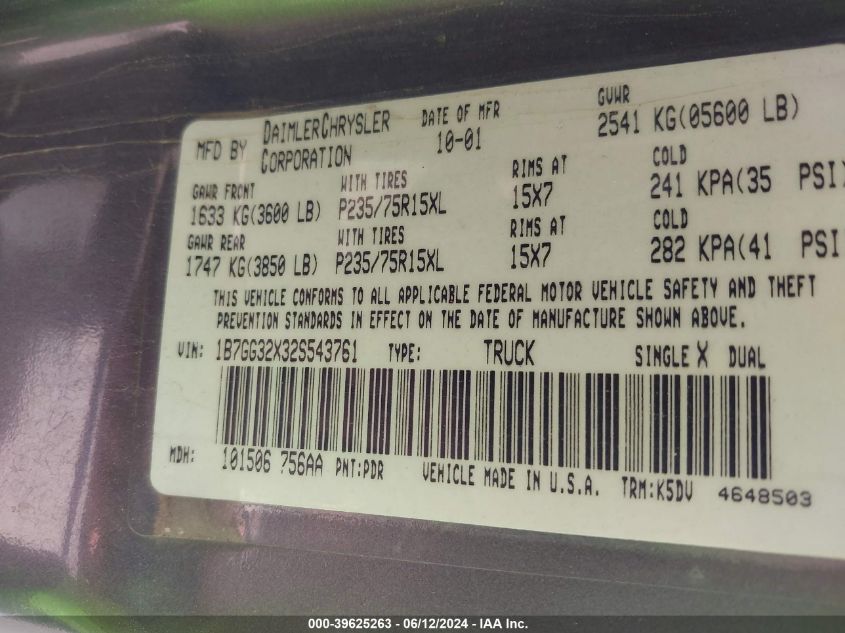 MFD BY DAIMLERCHRYSLER CORPORATION DATE OF MFR 10-01 GVWR 2541 KG(05600 LB)
GAWR FRONT WITH TIRES RIMS AT COLD
1633 KG(3600 LB) P235/75R15XL 15X7 241 KPA(35 PSI)
GAWR REAR WITH TIRES RIMS AT COLD
1747 KG(3850 LB) P235/75R15XL 15X7 282 KPA(41 PSI
THIS VEHICLE CONFORMS TO ALL APPLICABLE FEDERAL MOTOR VEHICLE SAFETY AND THEFT
PREVENTION STANDARDS IN EFFECT ON THE DATE OF MANUFACTURE SHOWN ABOVE.
VIN: 1B7GG32X32S543761 TYPE: TRUCK SINGLE X DUAL
MDH: 101506 756AA PNT:PDR VEHICLE MADE IN U.S.A. TRM:K5DV 4648503
000-39625263 - 06/12/2024 - IAA Inc.